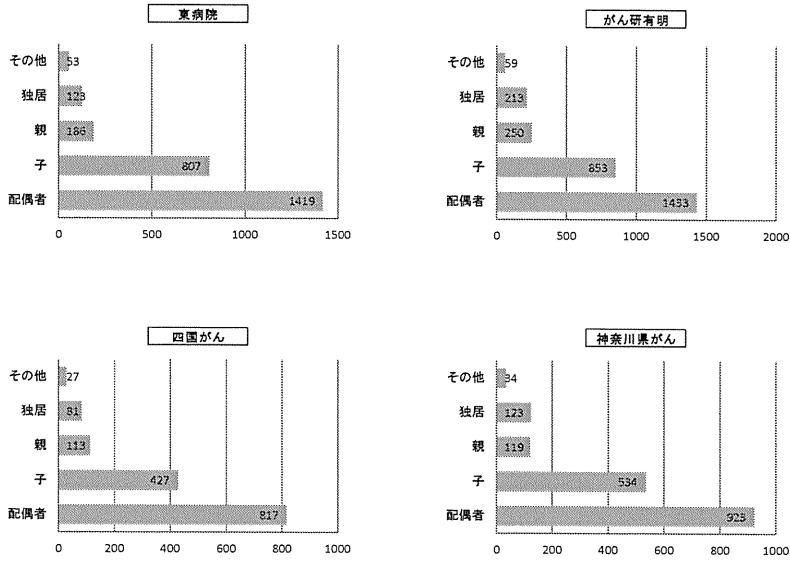 東病院
その他 53
独居 123
親 186
子 807
配偶者 1419
0 500 1000 1500
がん研有明
その他 59
独居 213
親 250
子 853
配偶者 1433
0 500 1000 1500 2000
四国がん
その他 27
独居 81
親 113
子 427
配偶者 817
0 200 400 600 800 1000
神奈川県がん
その他 34
独居 123
親 119
子 534
配偶者 923
0 200 400 600 800 1000